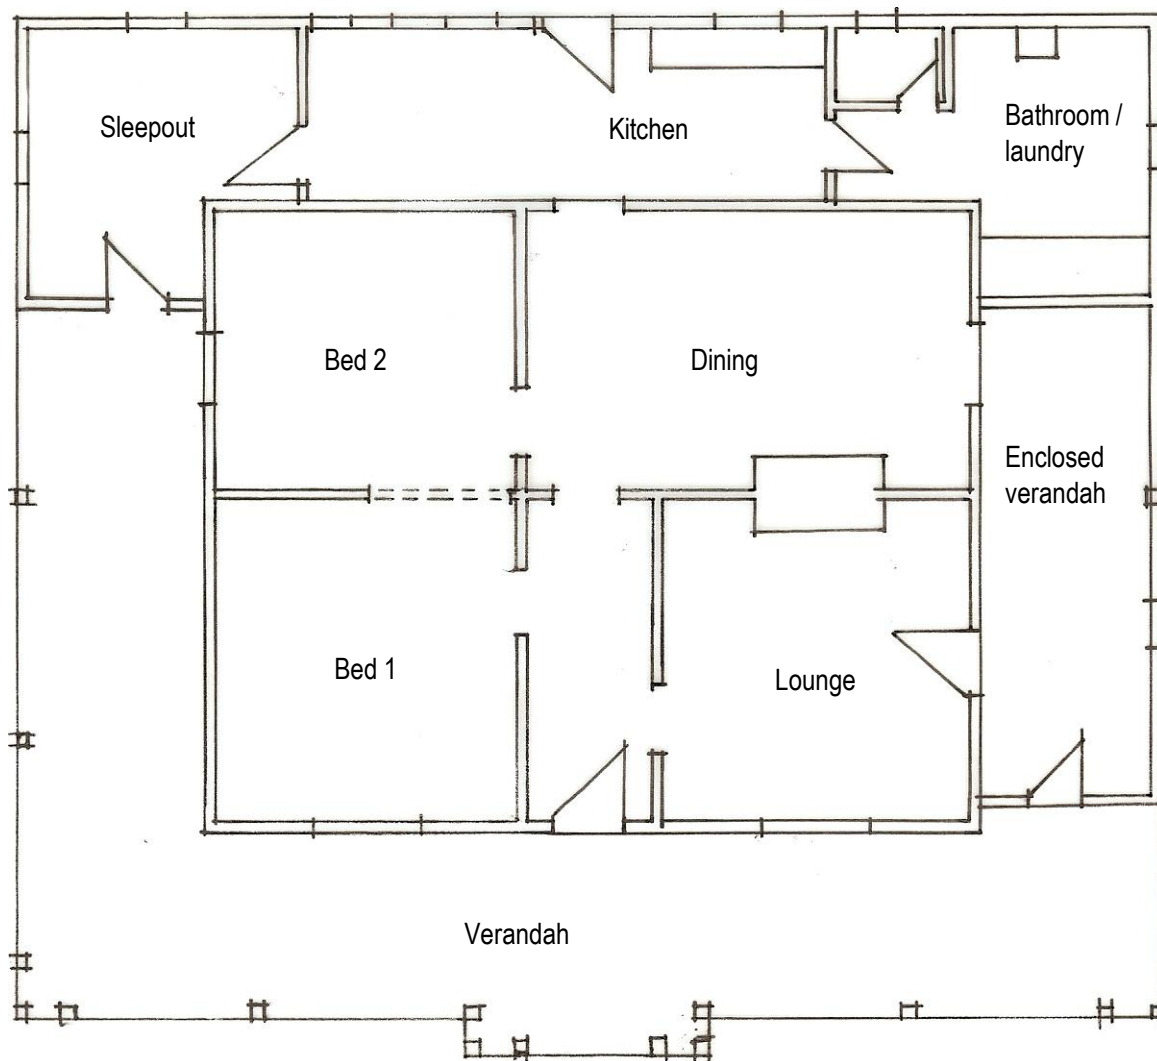 Sleepout
Kitchen
Bathroom /
laundry
Bed 2
Dining
Enclosed
verandah
Bed 1
Lounge
Verandah